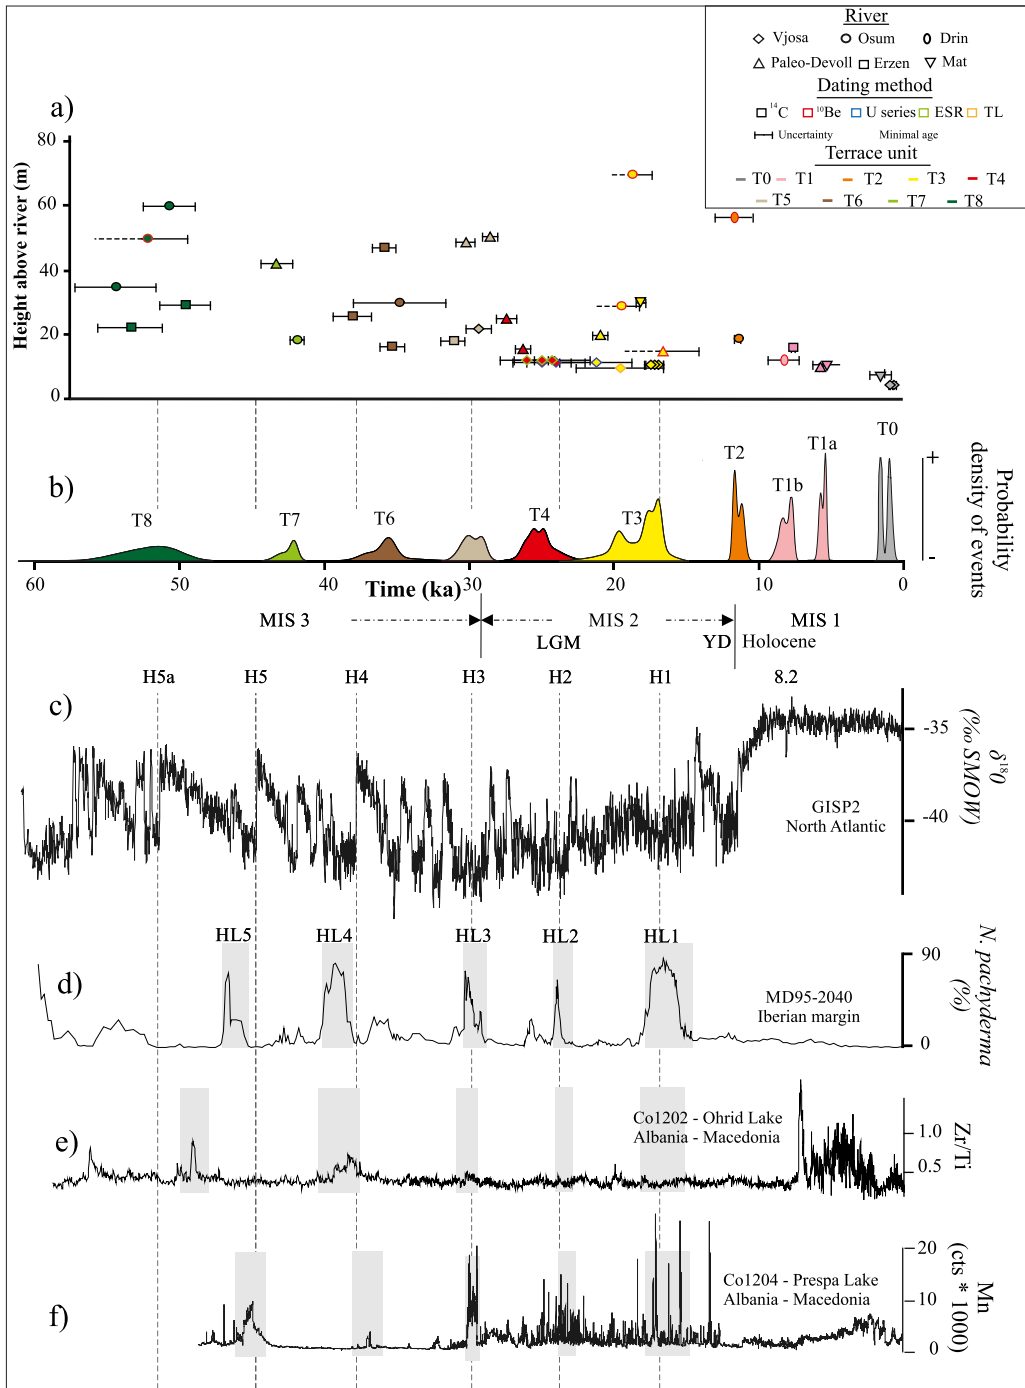 River
Vjosa Osum Drin
Paleo-Devoll Erzen Mat
Dating method
¹⁴C ¹⁰Be U series ESR TL
Uncertainty Minimal age
Terrace unit
T0 T1 T2 T3 T4
T5 T6 T7 T8
a)
Height above river (m)
80
60
40
20
0
b)
T8 T7 T6 T4 T3 T2 T1b T1a T0
+
-
Probability
density of events
60 50 40 30 20 10 0
Time (ka)
MIS 3 MIS 2 MIS 1
LGM YD Holocene
H5a H5 H4 H3 H2 H1 8.2
c)
-35
-40
δ¹⁸0
(‰ SMOW)
GISP2
North Atlantic
HL5 HL4 HL3 HL2 HL1
d)
90
0
N. pachyderma
(%)
MD95-2040
Iberian margin
e)
Co1202 - Ohrid Lake
Albania - Macedonia
1.0
0.5
Zr/Ti
f)
Co1204 - Prespa Lake
Albania - Macedonia
20
10
0
Mn
(cts * 1000)